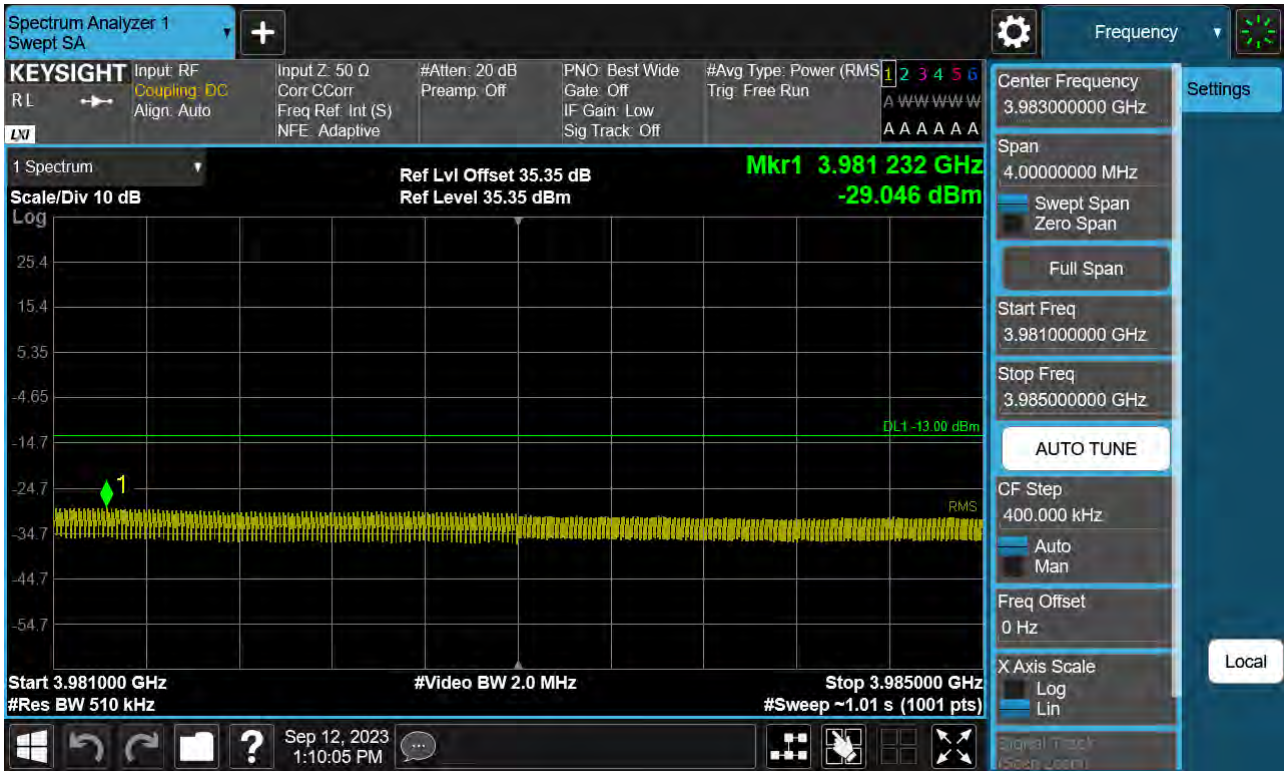 Spectrum Analyzer 1
Swept SA
Frequency
KEYSIGHT
RL
LXI
Input: RF
Coupling: DC
Align: Auto
Input Z: 50 Ω
Corr CCorr
Freq Ref: Int (S)
NFE: Adaptive
#Atten: 20 dB
Preamp: Off
PNO: Best Wide
Gate: Off
IF Gain: Low
Sig Track: Off
#Avg Type: Power (RMS
Trig: Free Run
1 2 3 4 5 6
A W W W W W
A A A A A A
1 Spectrum
Scale/Div 10 dB
Log
Ref Lvl Offset 35.35 dB
Ref Level 35.35 dBm
Mkr1 3.981 232 GHz
-29.046 dBm
25.4
15.4
5.35
-4.65
-14.7
-24.7
-34.7
-44.7
-54.7
DL1 -13.00 dBm
1
RMS
Start 3.981000 GHz
#Res BW 510 kHz
#Video BW 2.0 MHz
Stop 3.985000 GHz
#Sweep ~1.01 s (1001 pts)
Center Frequency
3.983000000 GHz
Span
4.00000000 MHz
Swept Span
Zero Span
Full Span
Start Freq
3.981000000 GHz
Stop Freq
3.985000000 GHz
AUTO TUNE
CF Step
400.000 kHz
Auto
Man
Freq Offset
0 Hz
X Axis Scale
Log
Lin
Signal Track
(Span Zoom)
Settings
Local
?
Sep 12, 2023
1:10:05 PM